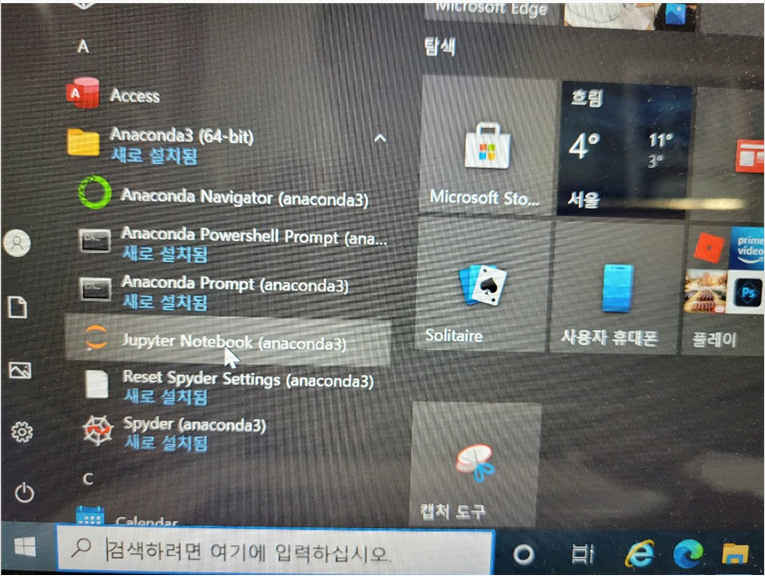 Microsoft Edge
A
탐색
Access
Anaconda3 (64-bit)
새로 설치됨
Anaconda Navigator (anaconda3)
Anaconda Powershell Prompt (ana...
새로 설치됨
Anaconda Prompt (anaconda3)
새로 설치됨
Jupyter Notebook (anaconda3)
Reset Spyder Settings (anaconda3)
새로 설치됨
Spyder (anaconda3)
새로 설치됨
C
Calendar
흐림
4° 11°
3°
Microsoft Sto...
서울
prime video
Ps
Solitaire
사용자 휴대폰
플레이
캡처 도구
검색하려면 여기에 입력하십시오.